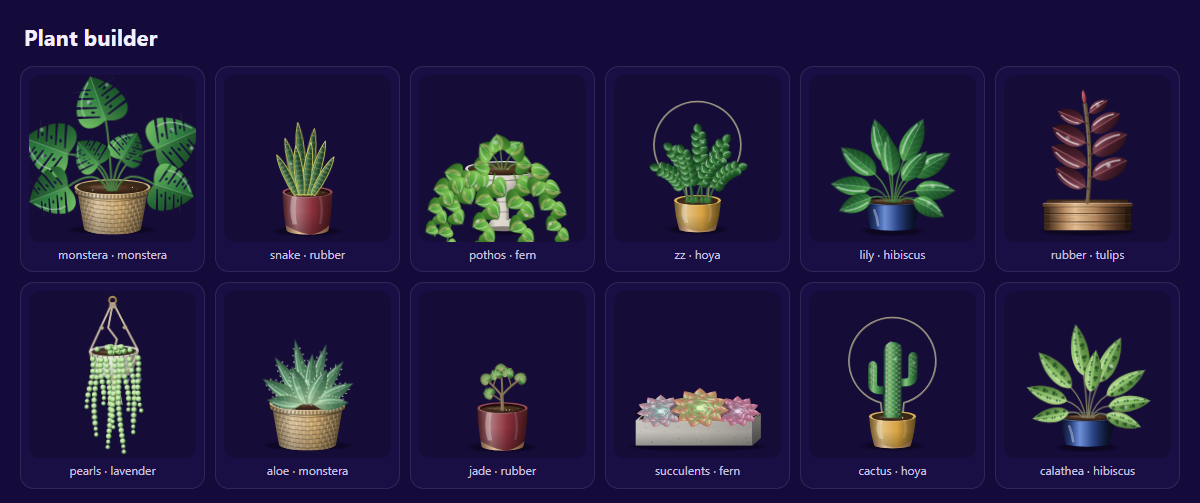 Plant builder
monstera · monstera
snake · rubber
pothos · fern
zz · hoya
lily · hibiscus
rubber · tulips
pearls · lavender
aloe · monstera
jade · rubber
succulents · fern
cactus · hoya
calathea · hibiscus